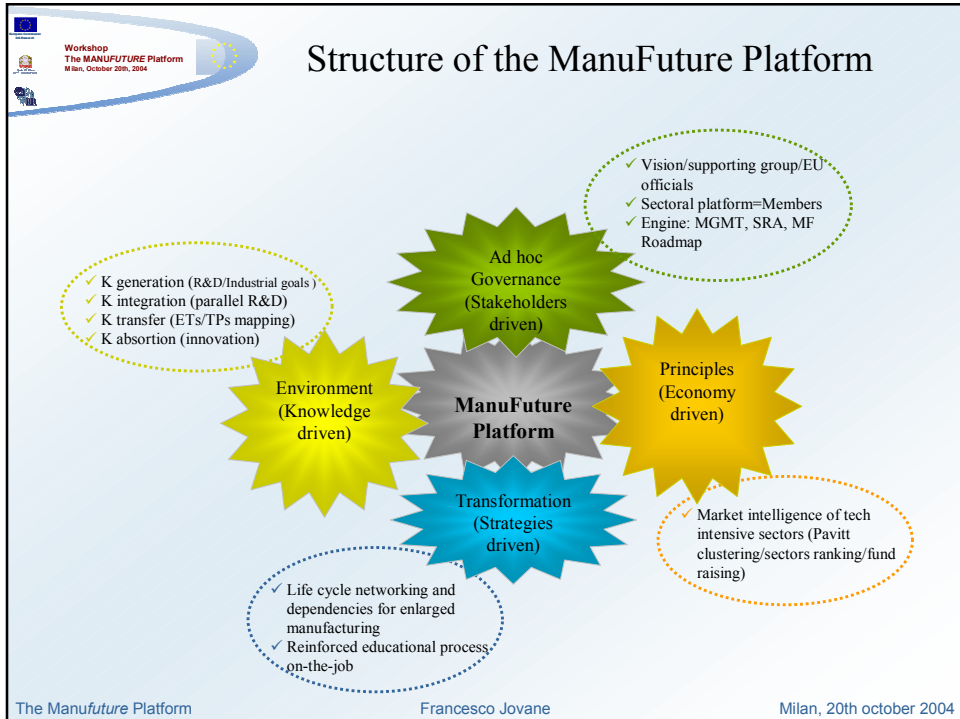 Workshop
The MANUFUTURE Platform
Milan, October 20th, 2004
Structure of the ManuFuture Platform
✓ Vision/supporting group/EU
officials
✓ Sectoral platform=Members
✓ Engine: MGMT, SRA, MF
Roadmap
Ad hoc
Governance
(Stakeholders
driven)
✓ K generation (R&D/Industrial goals )
✓ K integration (parallel R&D)
✓ K transfer (ETs/TPs mapping)
✓ K absortion (innovation)
Environment
(Knowledge
driven)
ManuFuture
Platform
Principles
(Economy
driven)
Transformation
(Strategies
driven)
✓ Market intelligence of tech
intensive sectors (Pavitt
clustering/sectors ranking/fund
raising)
✓ Life cycle networking and
dependencies for enlarged
manufacturing
✓ Reinforced educational process
on-the-job
The Manufuture Platform
Francesco Jovane
Milan, 20th october 2004